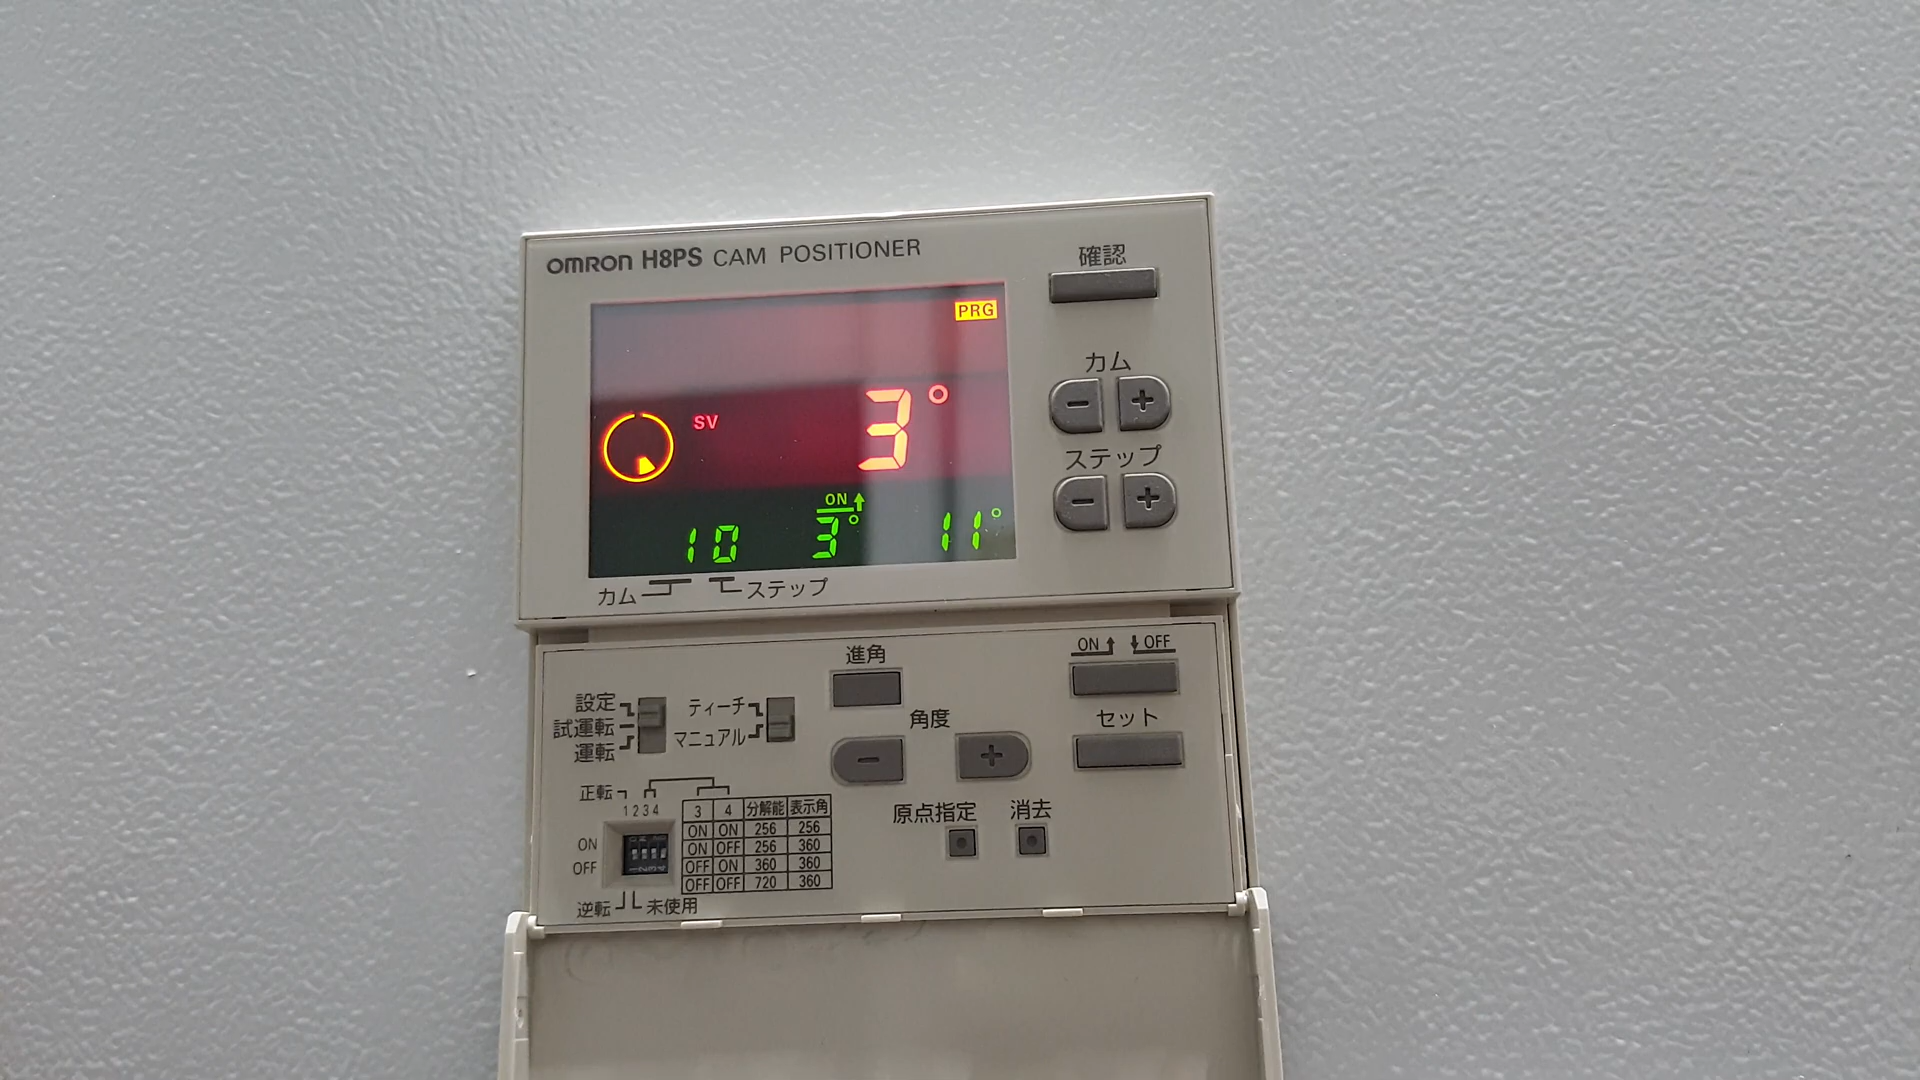 OMRON H8PS CAM POSITIONER
確認
PRG
カム
- +
SV 3°
ステップ
- +
ON
10 3° 11°
カム ステップ
ON OFF
進角
設定
試運転
運転
ティーチ
マニュアル
角度
- +
セット
正転
1 2 3 4
3 4 分解能 表示角
ON ON 256 256
ON OFF 256 360
OFF ON 360 360
OFF OFF 720 360
ON
OFF
逆転 未使用
原点指定 消去